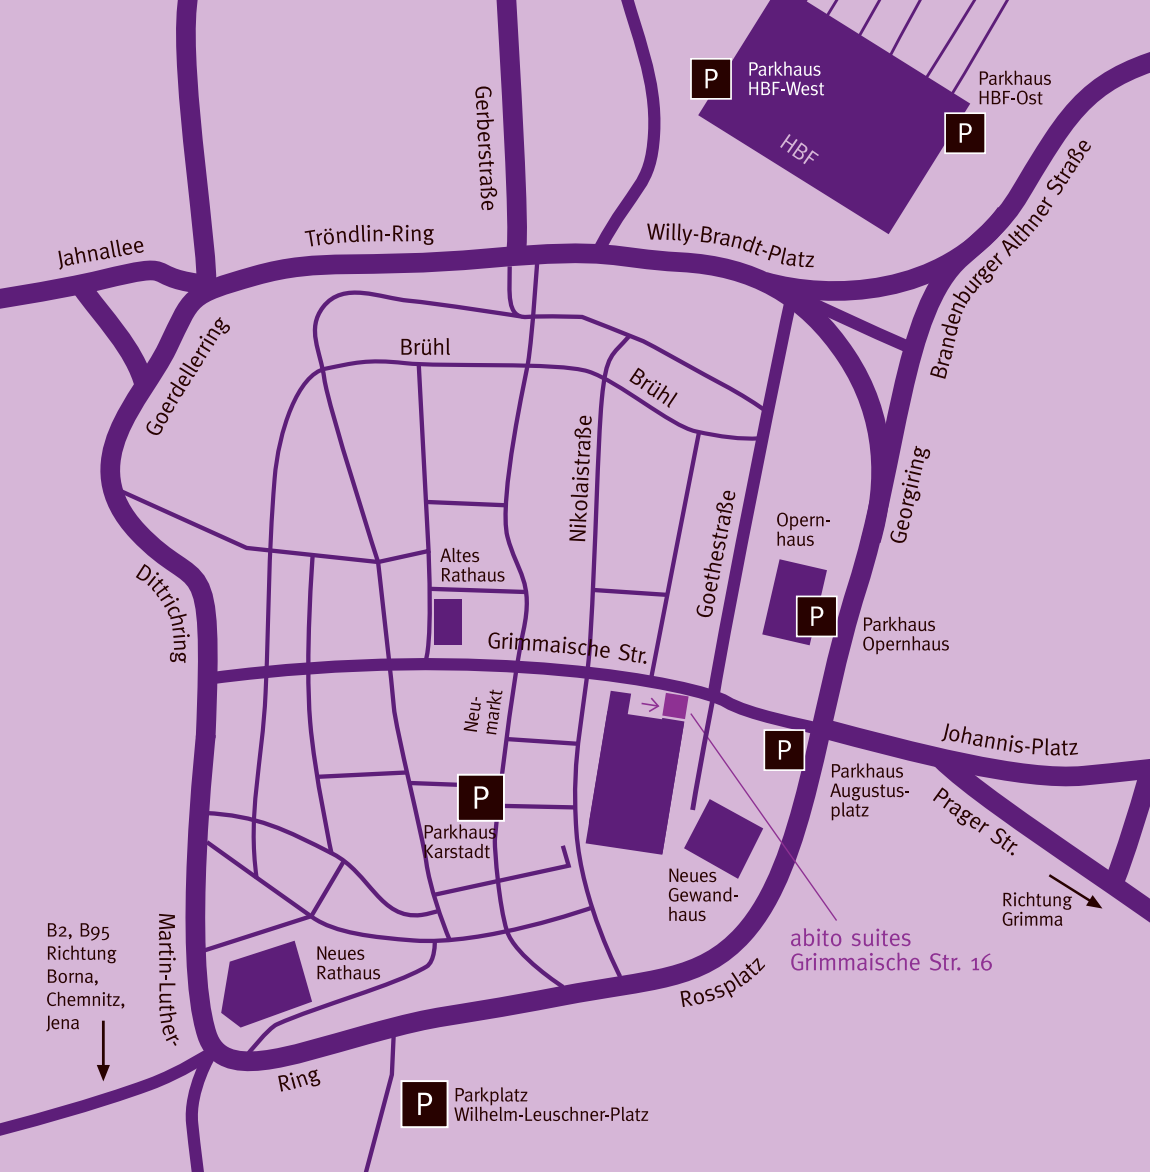 P
Parkhaus
HBF-West
Parkhaus
HBF-Ost
P
HBF
Gerberstraße
Brandenburger Althner Straße
Jahnallee
Tröndlin-Ring
Willy-Brandt-Platz
Goerdellerring
Brühl
Brühl
Nikolaistraße
Goethestraße
Georgiring
Opern-
haus
P
Parkhaus
Opernhaus
Altes
Rathaus
Dittrichring
Grimmaische Str.
Neu-
markt
P
Parkhaus
Karstadt
P
Parkhaus
Augustus-
platz
Johannis-Platz
Prager Str.
Richtung
Grimma
Neues
Gewand-
haus
abito suites
Grimmaische Str. 16
B2, B95
Richtung
Borna,
Chemnitz,
Jena
Martin-Luther-
Ring
Neues
Rathaus
Rossplatz
P
Parkplatz
Wilhelm-Leuschner-Platz